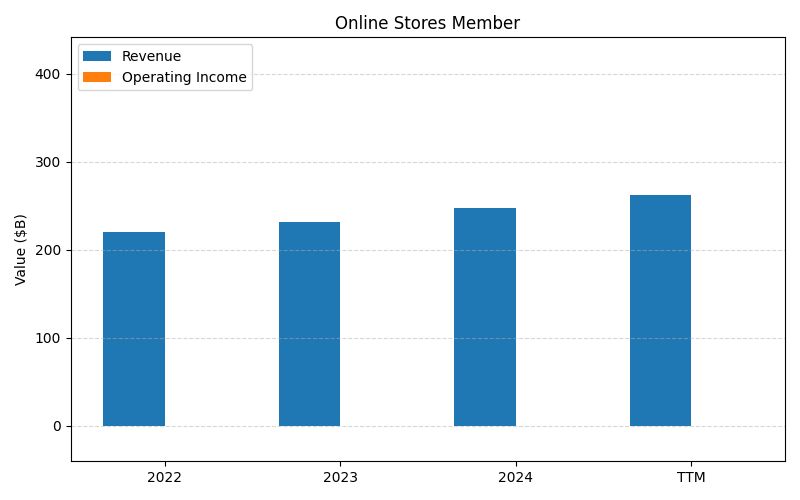 Online Stores Member
Revenue
Operating Income
Value ($B)
400
300
200
100
0
2022
2023
2024
TTM